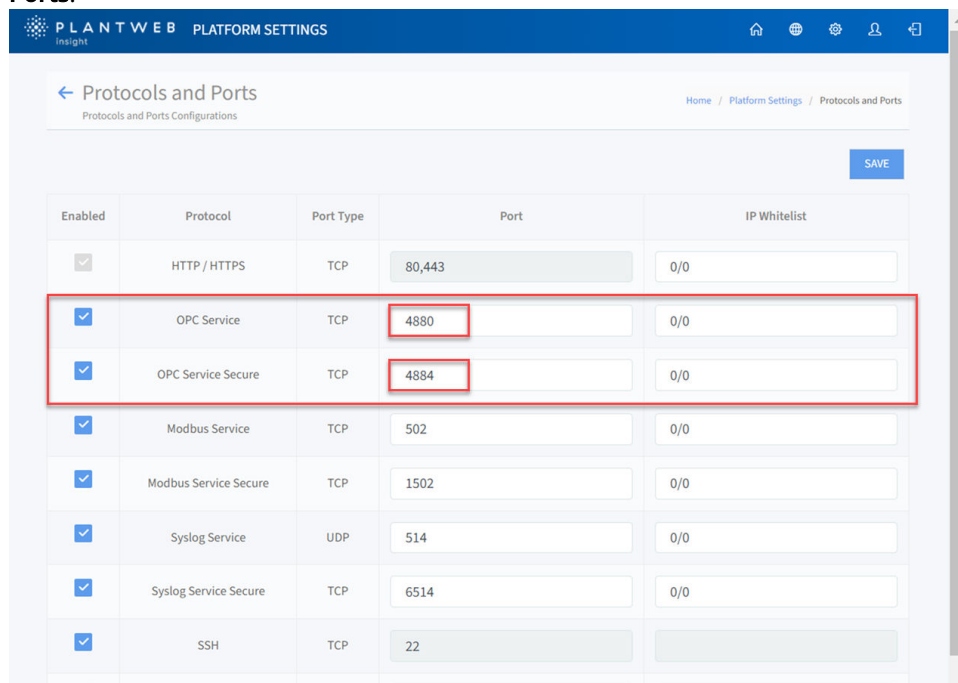 Ports.
PLANTWEB PLATFORM SETTINGS
insight
Protocols and Ports
Protocols and Ports Configurations
Home / Platform Settings / Protocols and Ports
SAVE
Enabled Protocol Port Type Port IP Whitelist
HTTP / HTTPS TCP 80,443 0/0
OPC Service TCP 4880 0/0
OPC Service Secure TCP 4884 0/0
Modbus Service TCP 502 0/0
Modbus Service Secure TCP 1502 0/0
Syslog Service UDP 514 0/0
Syslog Service Secure TCP 6514 0/0
SSH TCP 22